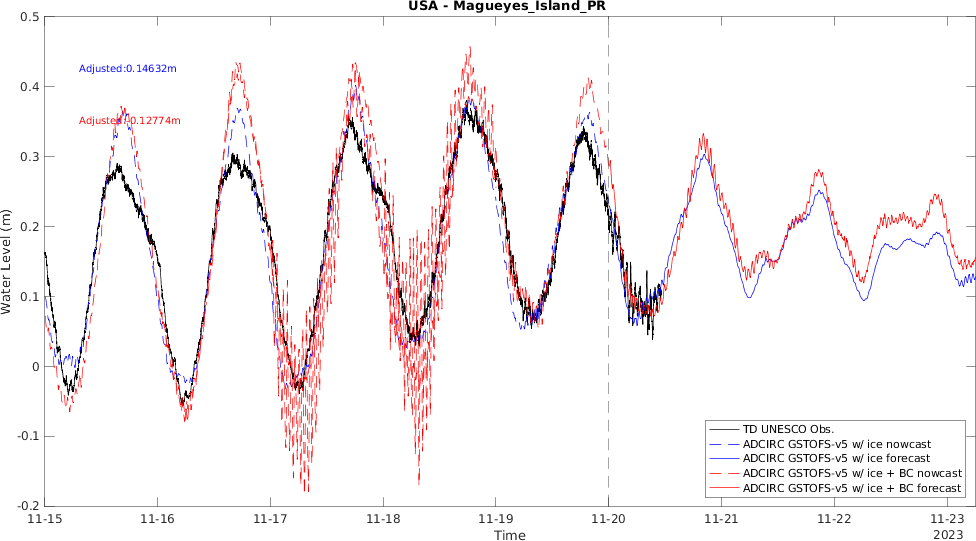 USA - Magueyes_Island_PR
0.5
0.4
0.3
0.2
0.1
0
-0.1
-0.2
Water Level (m)
Adjusted:0.14632m
Adjusted:-0.12774m
TD UNESCO Obs.
ADCIRC GSTOFS-v5 w/ ice nowcast
ADCIRC GSTOFS-v5 w/ ice forecast
ADCIRC GSTOFS-v5 w/ ice + BC nowcast
ADCIRC GSTOFS-v5 w/ ice + BC forecast
11-15 11-16 11-17 11-18 11-19 11-20 11-21 11-22 11-23
Time
2023